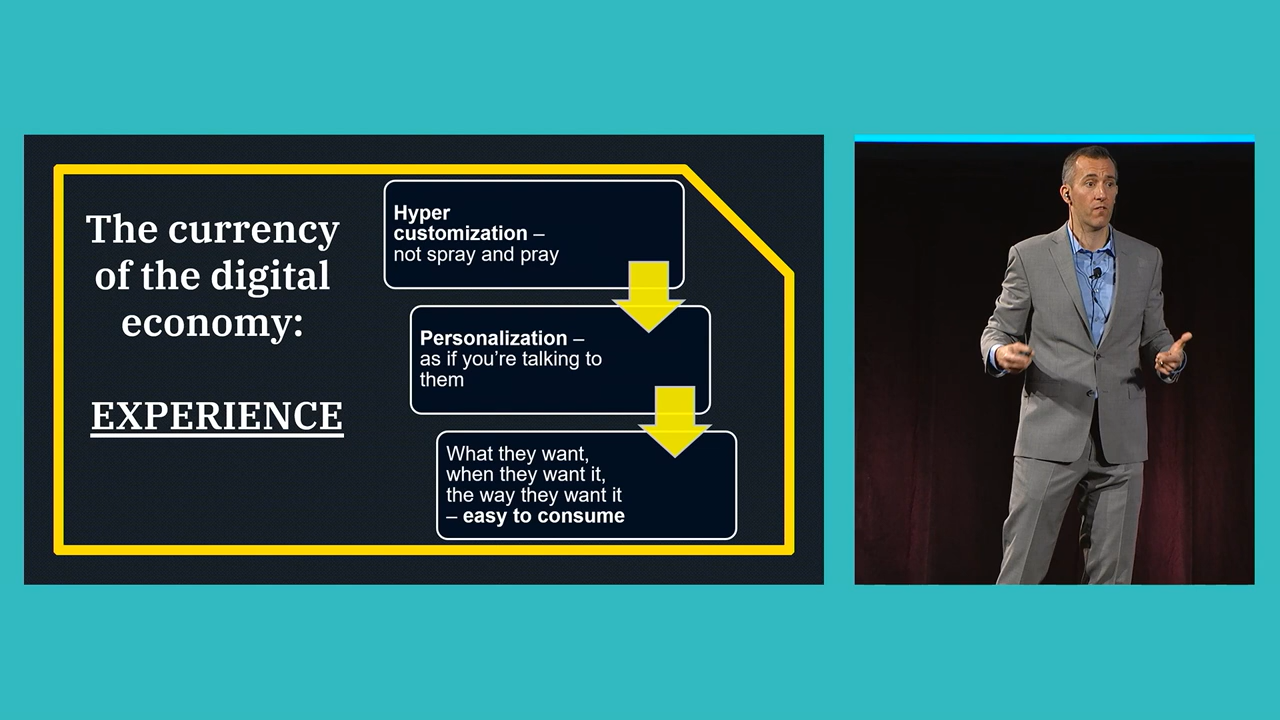 The currency
of the digital
economy:
EXPERIENCE
Hyper
customization –
not spray and pray
Personalization –
as if you’re talking to
them
What they want,
when they want it,
the way they want it
– easy to consume